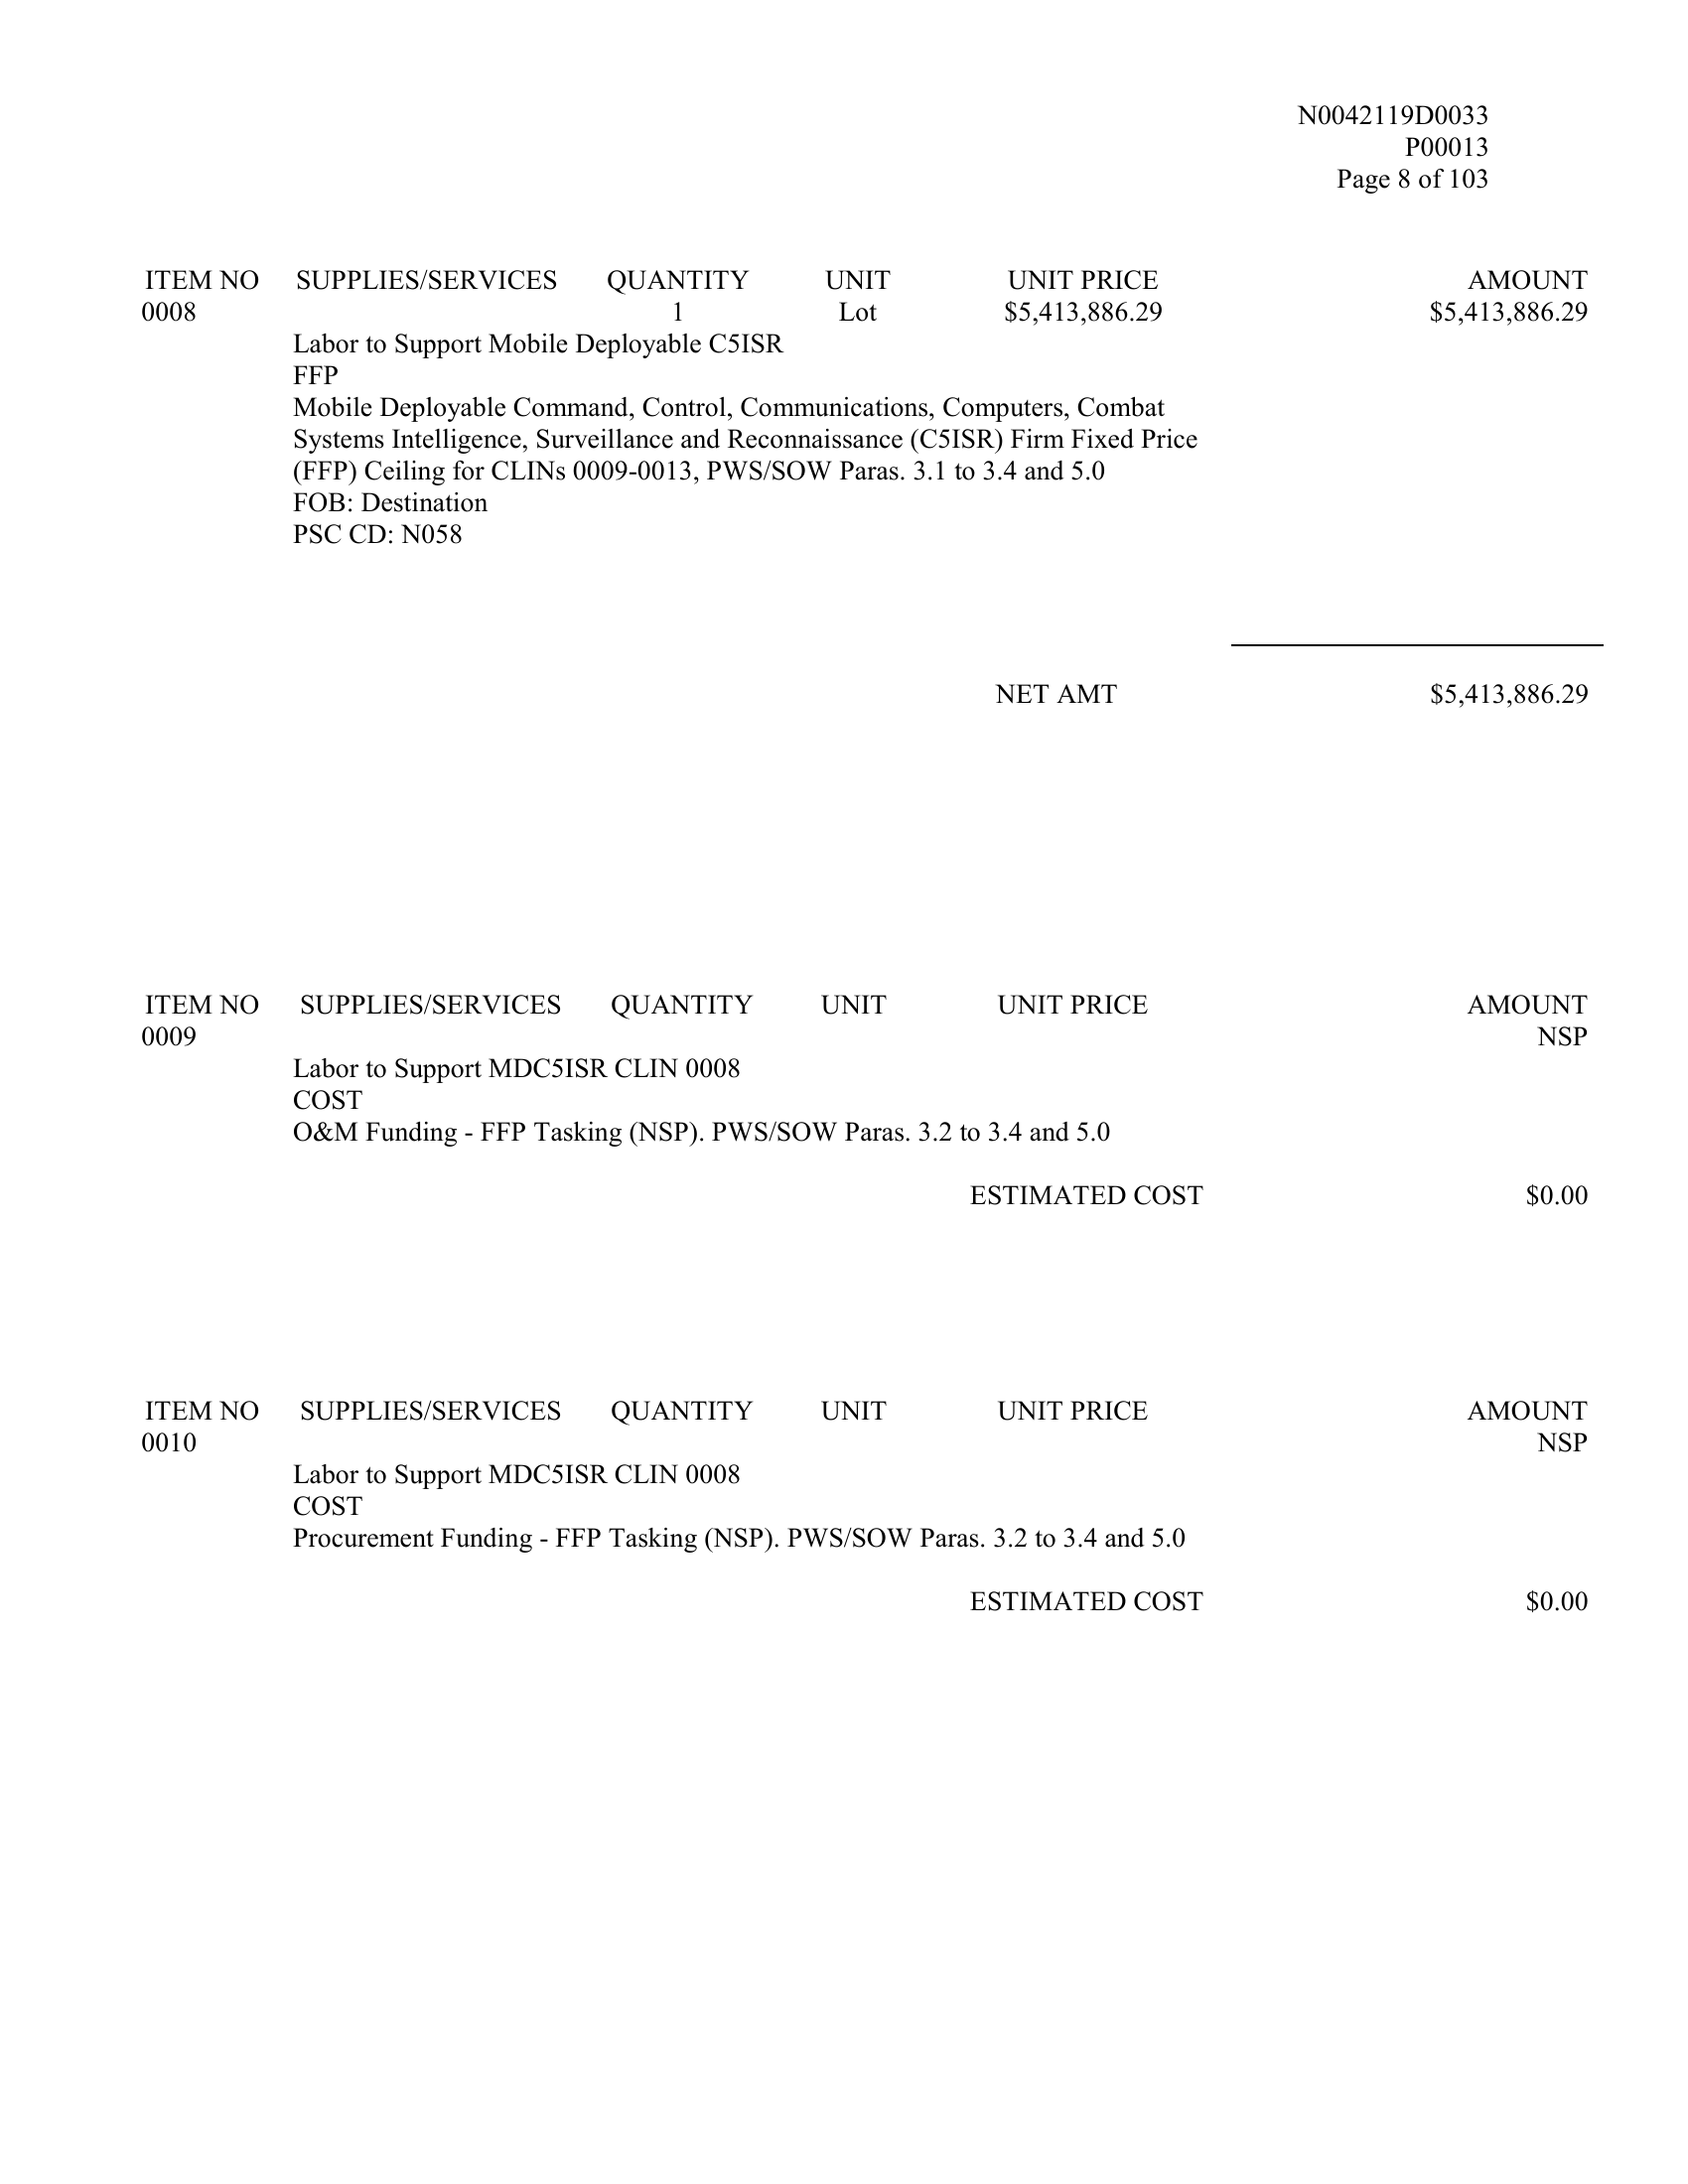 N0042119D0033
P00013
Page 8 of 103
ITEM NO SUPPLIES/SERVICES QUANTITY UNIT UNIT PRICE AMOUNT
0008 1 Lot $5,413,886.29 $5,413,886.29
Labor to Support Mobile Deployable C5ISR
FFP
Mobile Deployable Command, Control, Communications, Computers, Combat
Systems Intelligence, Surveillance and Reconnaissance (C5ISR) Firm Fixed Price
(FFP) Ceiling for CLINs 0009-0013, PWS/SOW Paras. 3.1 to 3.4 and 5.0
FOB: Destination
PSC CD: N058
NET AMT $5,413,886.29
ITEM NO SUPPLIES/SERVICES QUANTITY UNIT UNIT PRICE AMOUNT
0009 NSP
Labor to Support MDC5ISR CLIN 0008
COST
O&M Funding - FFP Tasking (NSP). PWS/SOW Paras. 3.2 to 3.4 and 5.0
ESTIMATED COST $0.00
ITEM NO SUPPLIES/SERVICES QUANTITY UNIT UNIT PRICE AMOUNT
0010 NSP
Labor to Support MDC5ISR CLIN 0008
COST
Procurement Funding - FFP Tasking (NSP). PWS/SOW Paras. 3.2 to 3.4 and 5.0
ESTIMATED COST $0.00